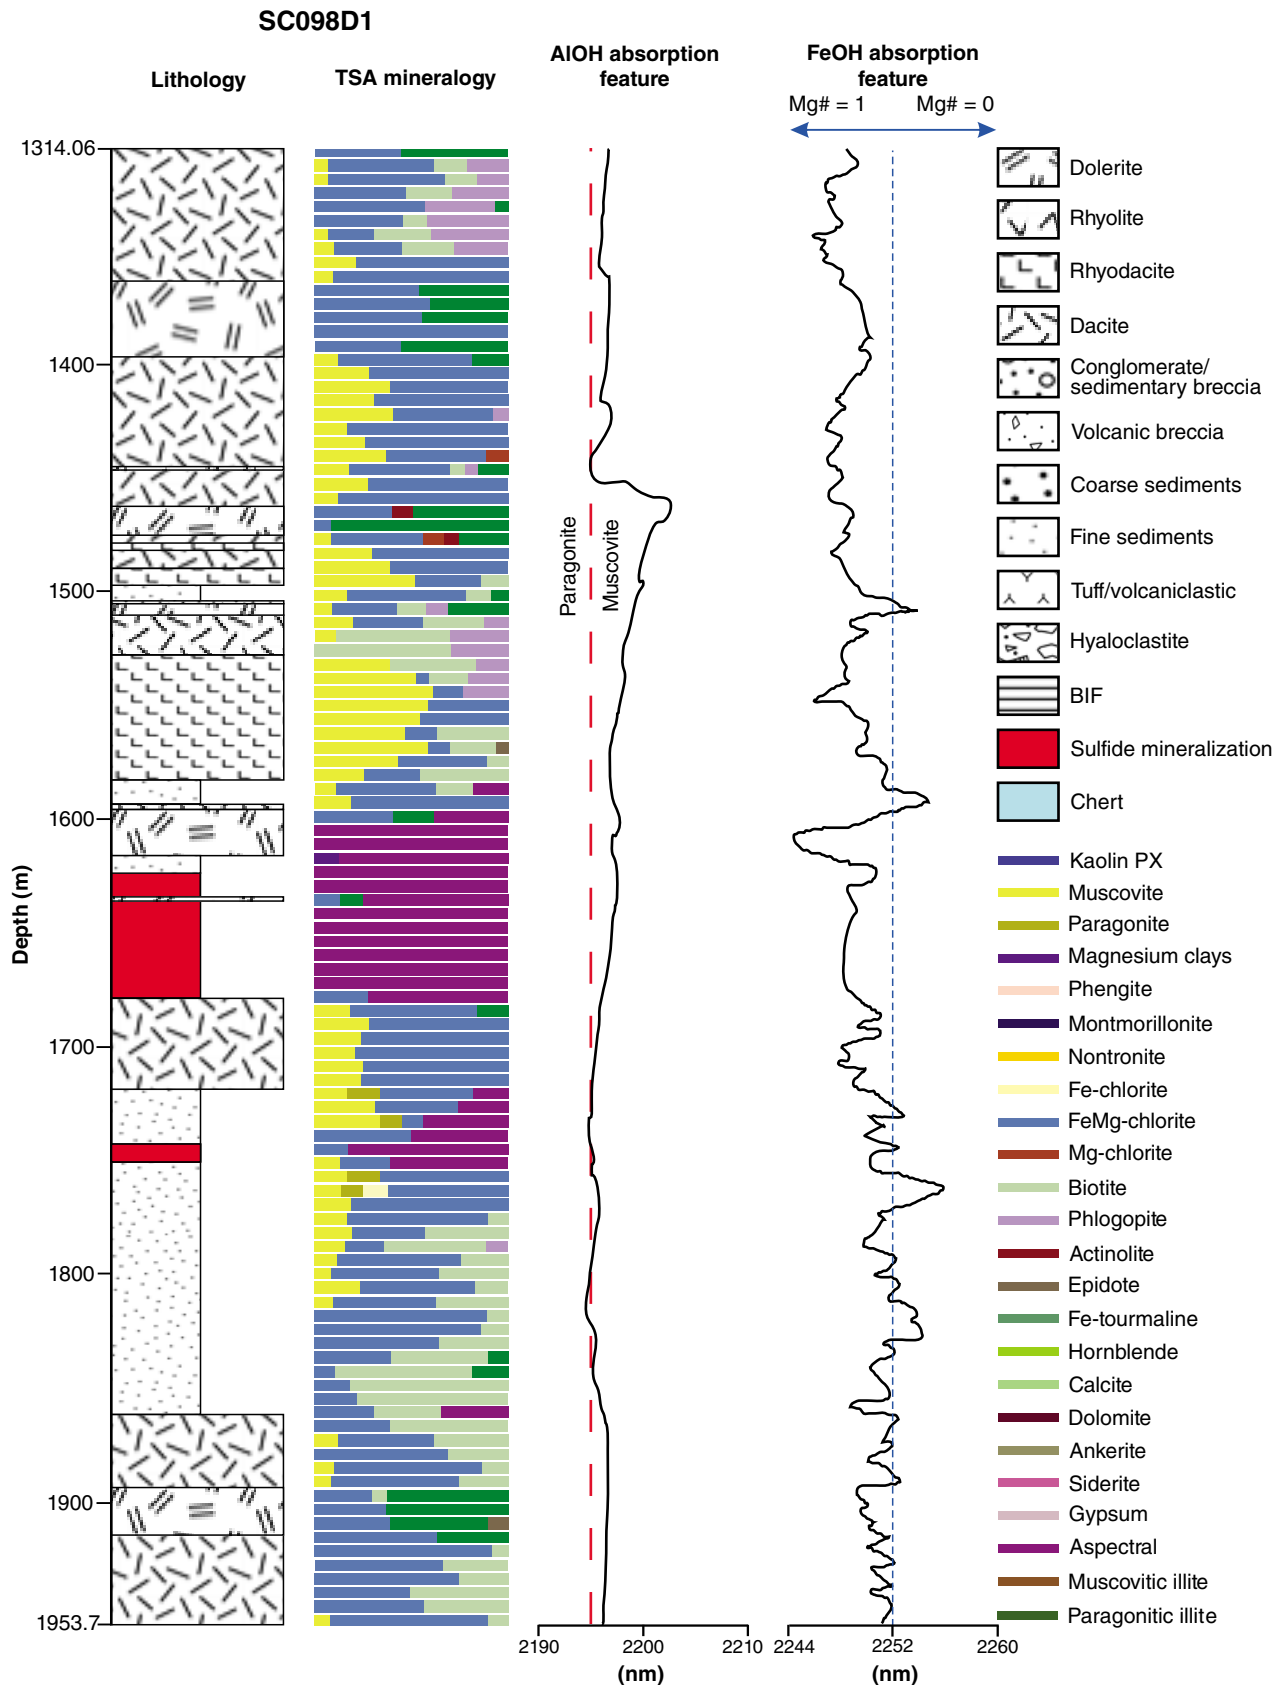 SC098D1
Lithology
TSA mineralogy
AlOH absorption
feature
FeOH absorption
feature
Mg# = 1
Mg# = 0
1314.06
1400
1500
1600
1700
1800
1900
1953.7
Depth (m)
Paragonite
Muscovite
2190
2200
2210
(nm)
2244
2252
2260
(nm)
Dolerite
Rhyolite
Rhyodacite
Dacite
Conglomerate/
sedimentary breccia
Volcanic breccia
Coarse sediments
Fine sediments
Tuff/volcaniclastic
Hyaloclastite
BIF
Sulfide mineralization
Chert
Kaolin PX
Muscovite
Paragonite
Magnesium clays
Phengite
Montmorillonite
Nontronite
Fe-chlorite
FeMg-chlorite
Mg-chlorite
Biotite
Phlogopite
Actinolite
Epidote
Fe-tourmaline
Hornblende
Calcite
Dolomite
Ankerite
Siderite
Gypsum
Aspectral
Muscovitic illite
Paragonitic illite